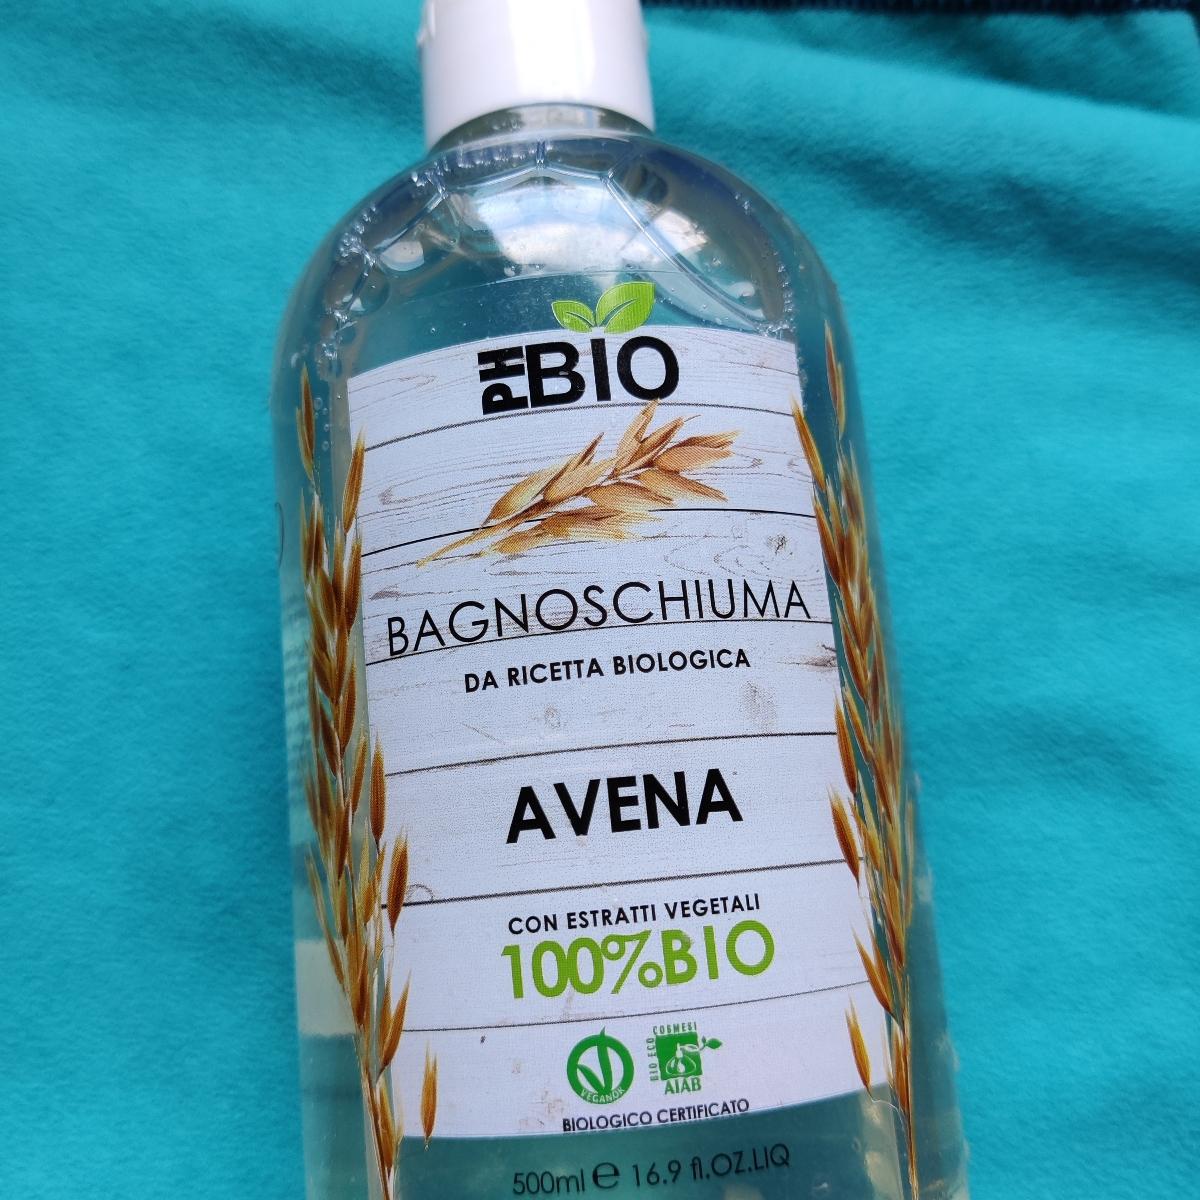 PH BIO
BAGNOSCHIUMA
DA RICETTA BIOLOGICA
AVENA
CON ESTRATTI VEGETALI
100%BIO
VEGANOK
BIO ECO COSMESI
AIAB
BIOLOGICO CERTIFICATO
500ml ℮ 16.9 fl.OZ.LIQ